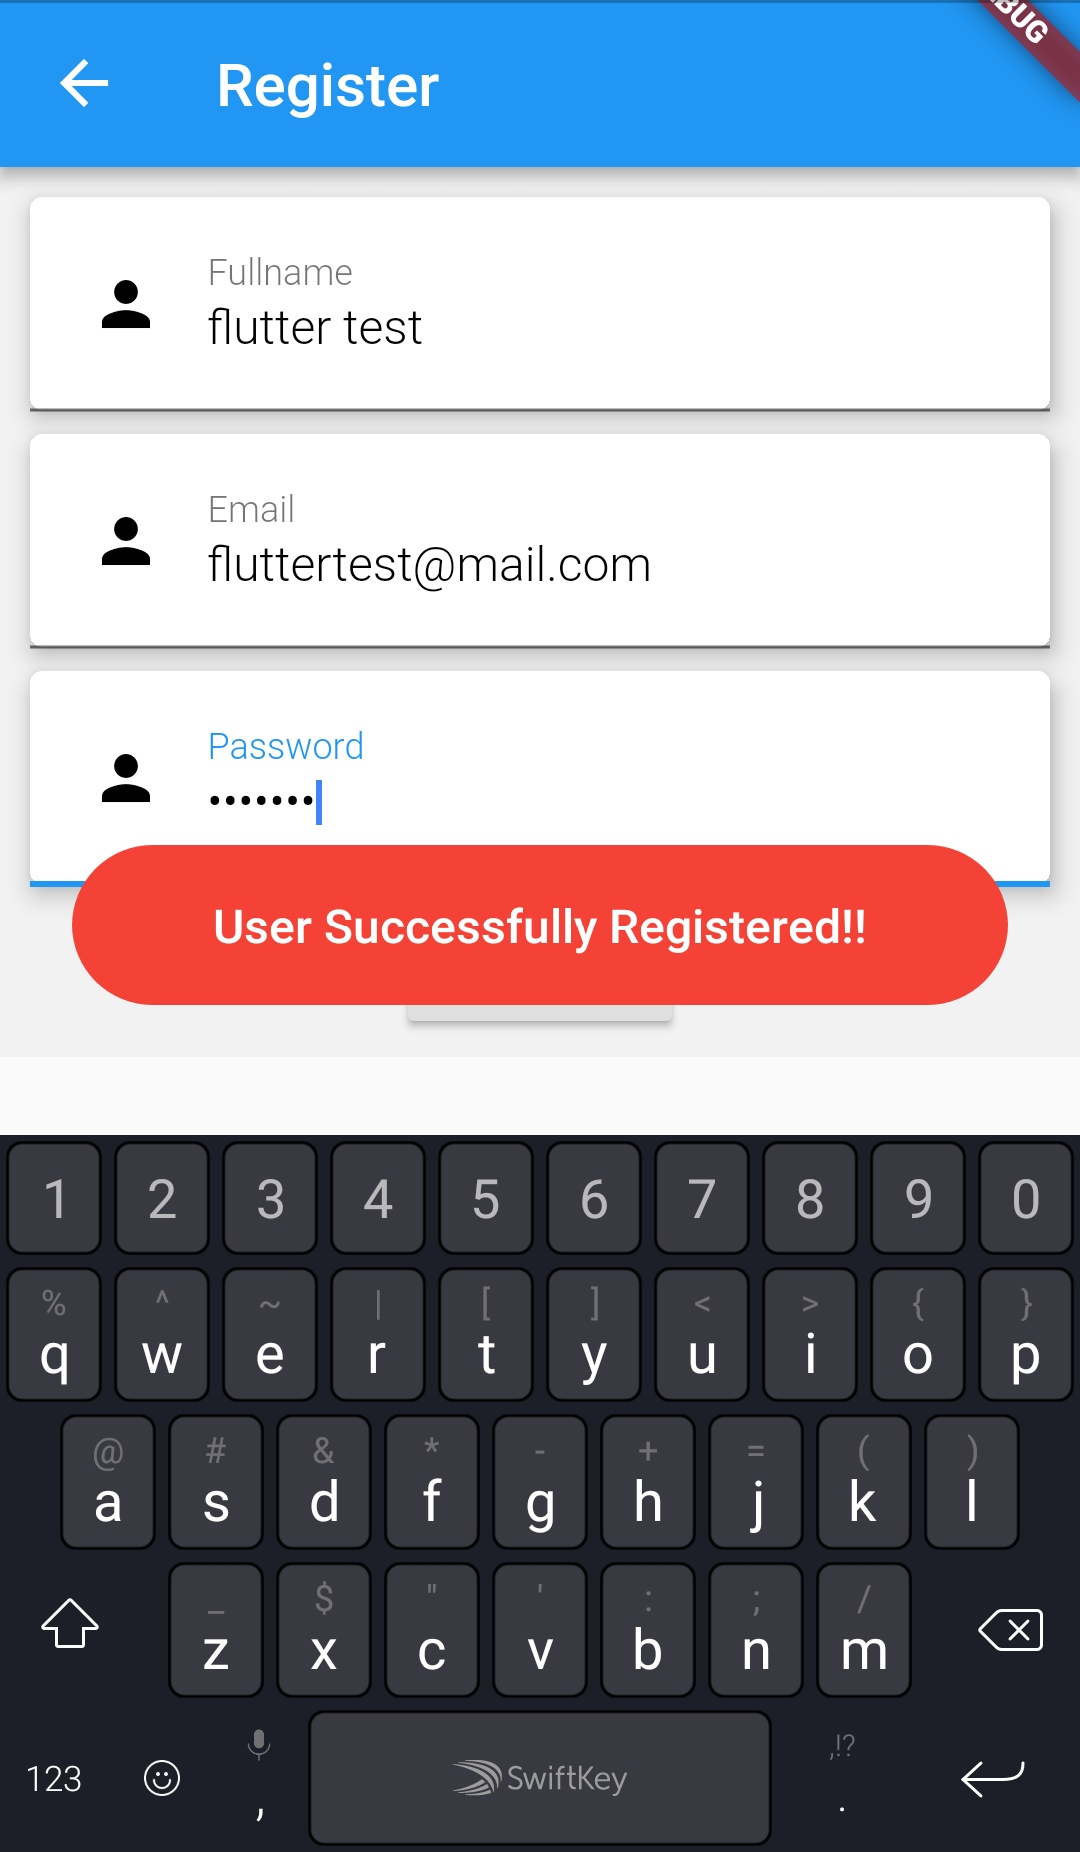 BUG
Register
Fullname
flutter test
Email
fluttertest@mail.com
Password
•••••••
User Successfully Registered!!
1 2 3 4 5 6 7 8 9 0
% ^ ~ | [ ] < > { }
q w e r t y u i o p
@ # & * - + = ( )
a s d f g h j k l
_ $ " ' : ; /
z x c v b n m
,!?
123 , SwiftKey .